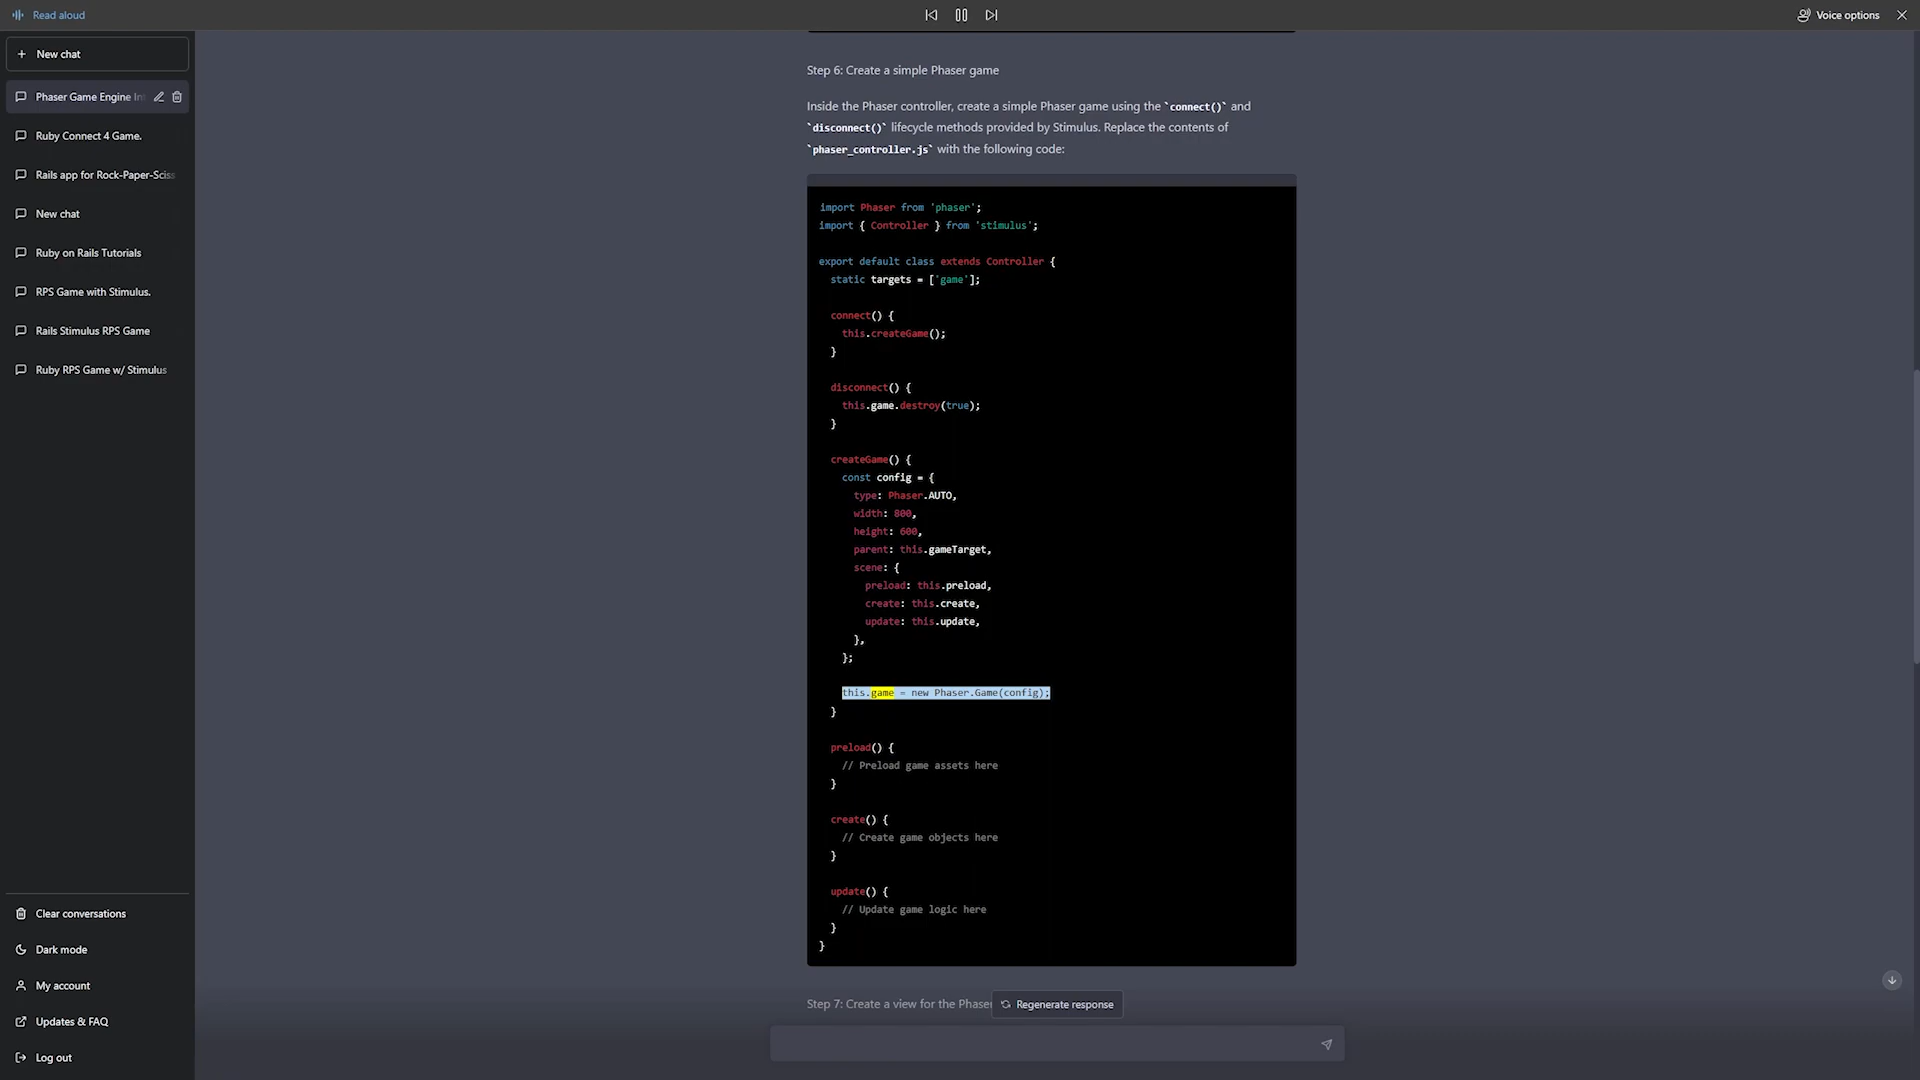 Read aloud
Voice options
New chat
Phaser Game Engine In
Ruby Connect 4 Game.
Rails app for Rock-Paper-Sciss
New chat
Ruby on Rails Tutorials
RPS Game with Stimulus.
Rails Stimulus RPS Game
Ruby RPS Game w/ Stimulus
Clear conversations
Dark mode
My account
Updates & FAQ
Log out
Step 6: Create a simple Phaser game
Inside the Phaser controller, create a simple Phaser game using the `connect()` and
`disconnect()` lifecycle methods provided by Stimulus. Replace the contents of
`phaser_controller.js` with the following code:
import Phaser from 'phaser';
import { Controller } from 'stimulus';
export default class extends Controller {
static targets = ['game'];
connect() {
this.createGame();
}
disconnect() {
this.game.destroy(true);
}
createGame() {
const config = {
type: Phaser.AUTO,
width: 800,
height: 600,
parent: this.gameTarget,
scene: {
preload: this.preload,
create: this.create,
update: this.update,
},
};
this.game = new Phaser.Game(config);
}
preload() {
// Preload game assets here
}
create() {
// Create game objects here
}
update() {
// Update game logic here
}
}
Step 7: Create a view for the Phaser
Regenerate response